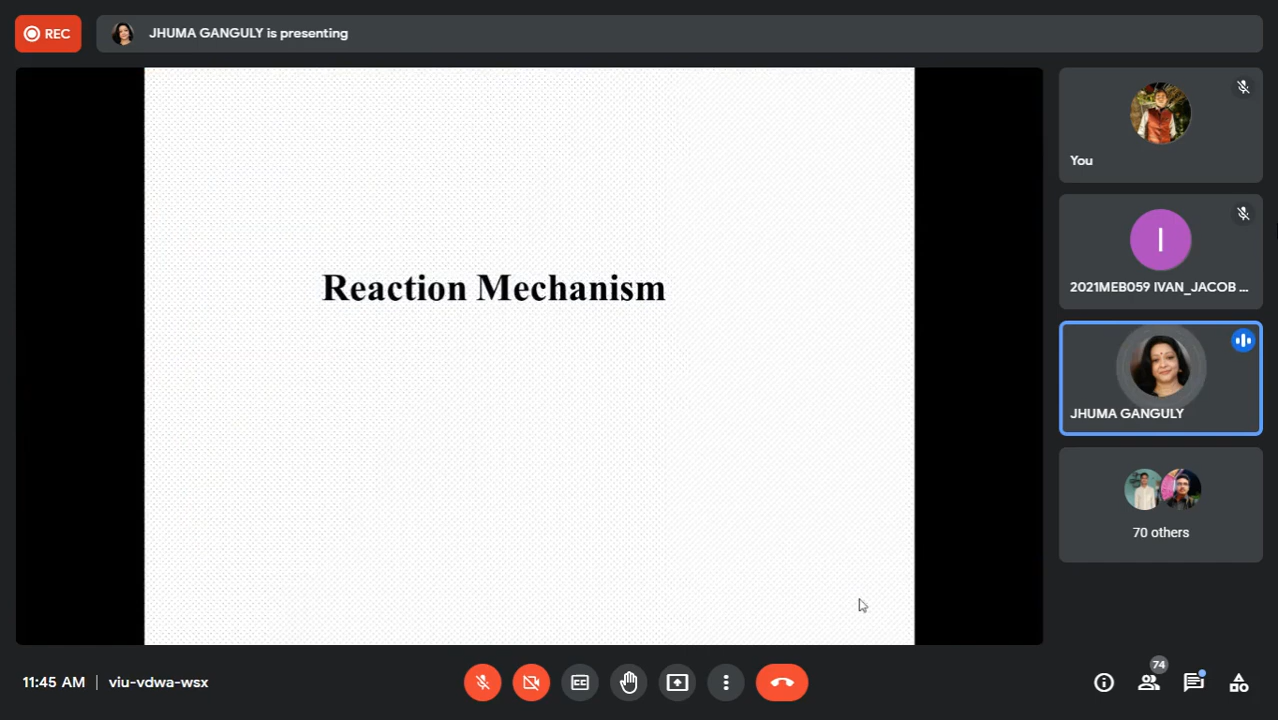 REC
JHUMA GANGULY is presenting
Reaction Mechanism
You
I
2021MEB059 IVAN_JACOB ...
JHUMA GANGULY
70 others
11:45 AM | viu-vdwa-wsx
CC
74